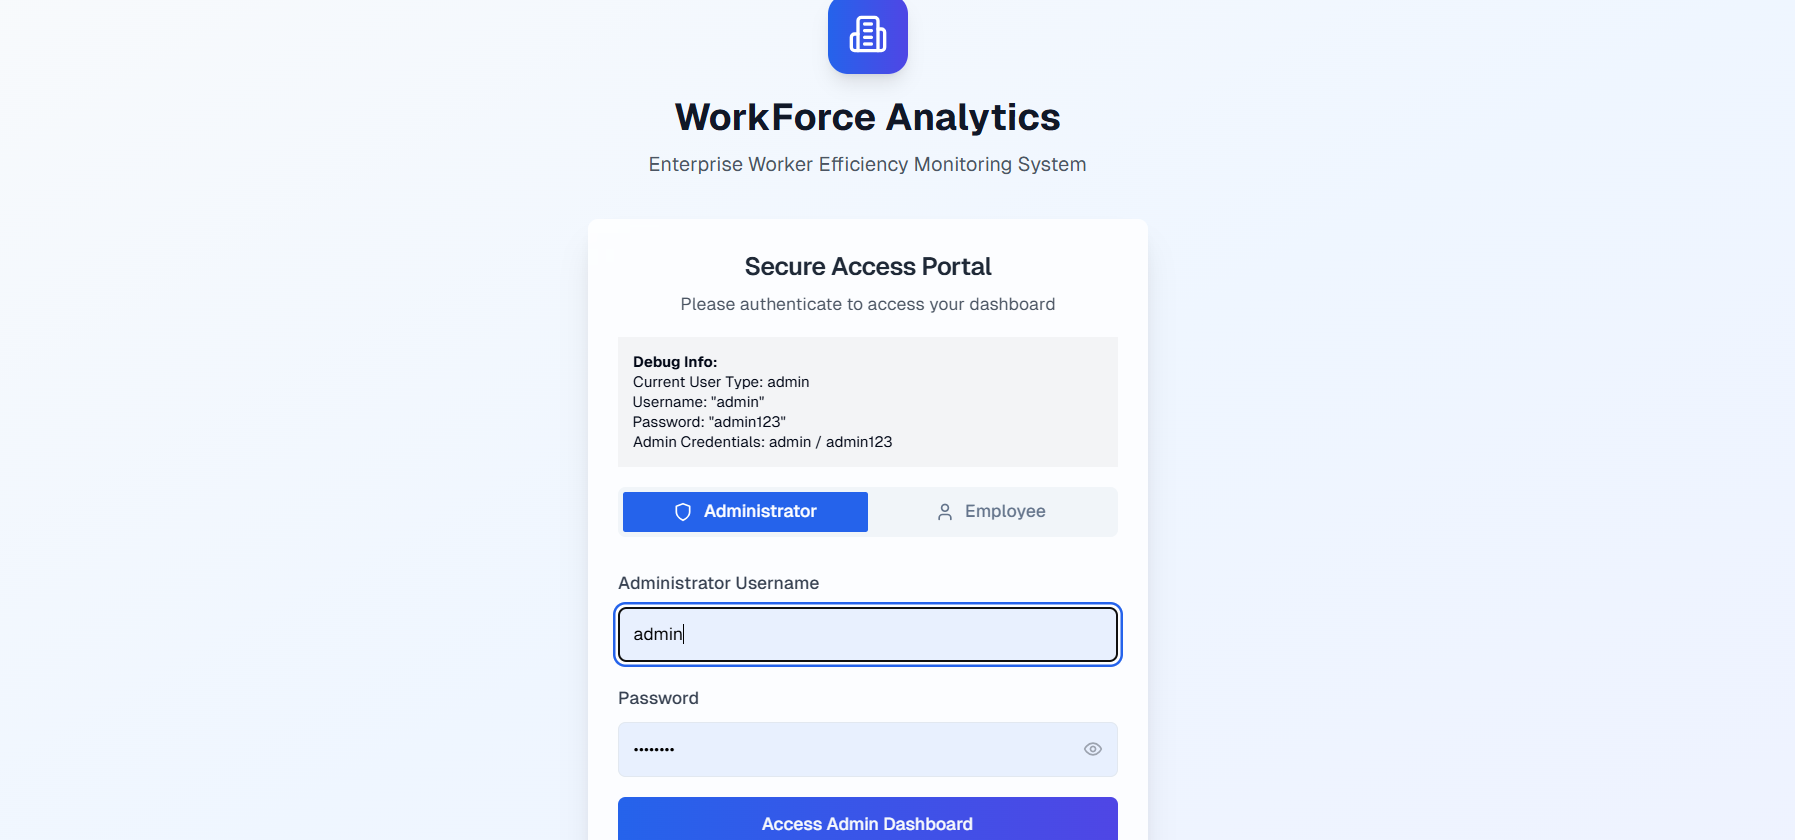 WorkForce Analytics
Enterprise Worker Efficiency Monitoring System
Secure Access Portal
Please authenticate to access your dashboard
Debug Info:
Current User Type: admin
Username: "admin"
Password: "admin123"
Admin Credentials: admin / admin123
Administrator Employee
Administrator Username
admin
Password
••••••••
Access Admin Dashboard